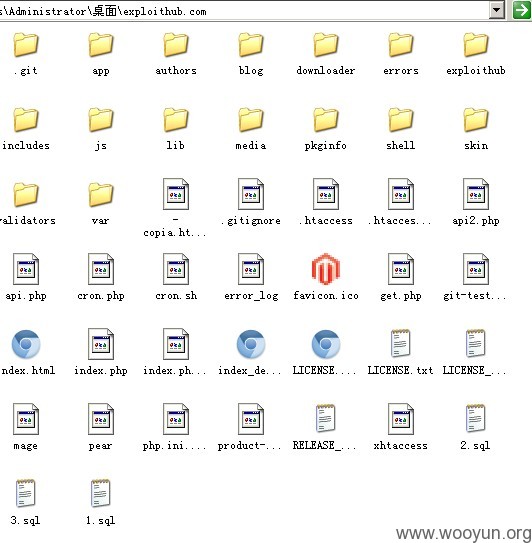 s\Administrator\桌面\exploithub.com
.git app authors blog downloader errors exploithub
includes js lib media pkginfo shell skin
validators var - .gitignore .htaccess .htacces... api2.php
copia.ht...
api.php cron.php cron.sh error_log favicon.ico get.php git-test...
ndex.html index.php index.ph... index_de... LICENSE.... LICENSE.txt LICENSE_...
mage pear php.ini.... product-... RELEASE_... xhtaccess 2.sql
3.sql 1.sql
www.wooyun.org